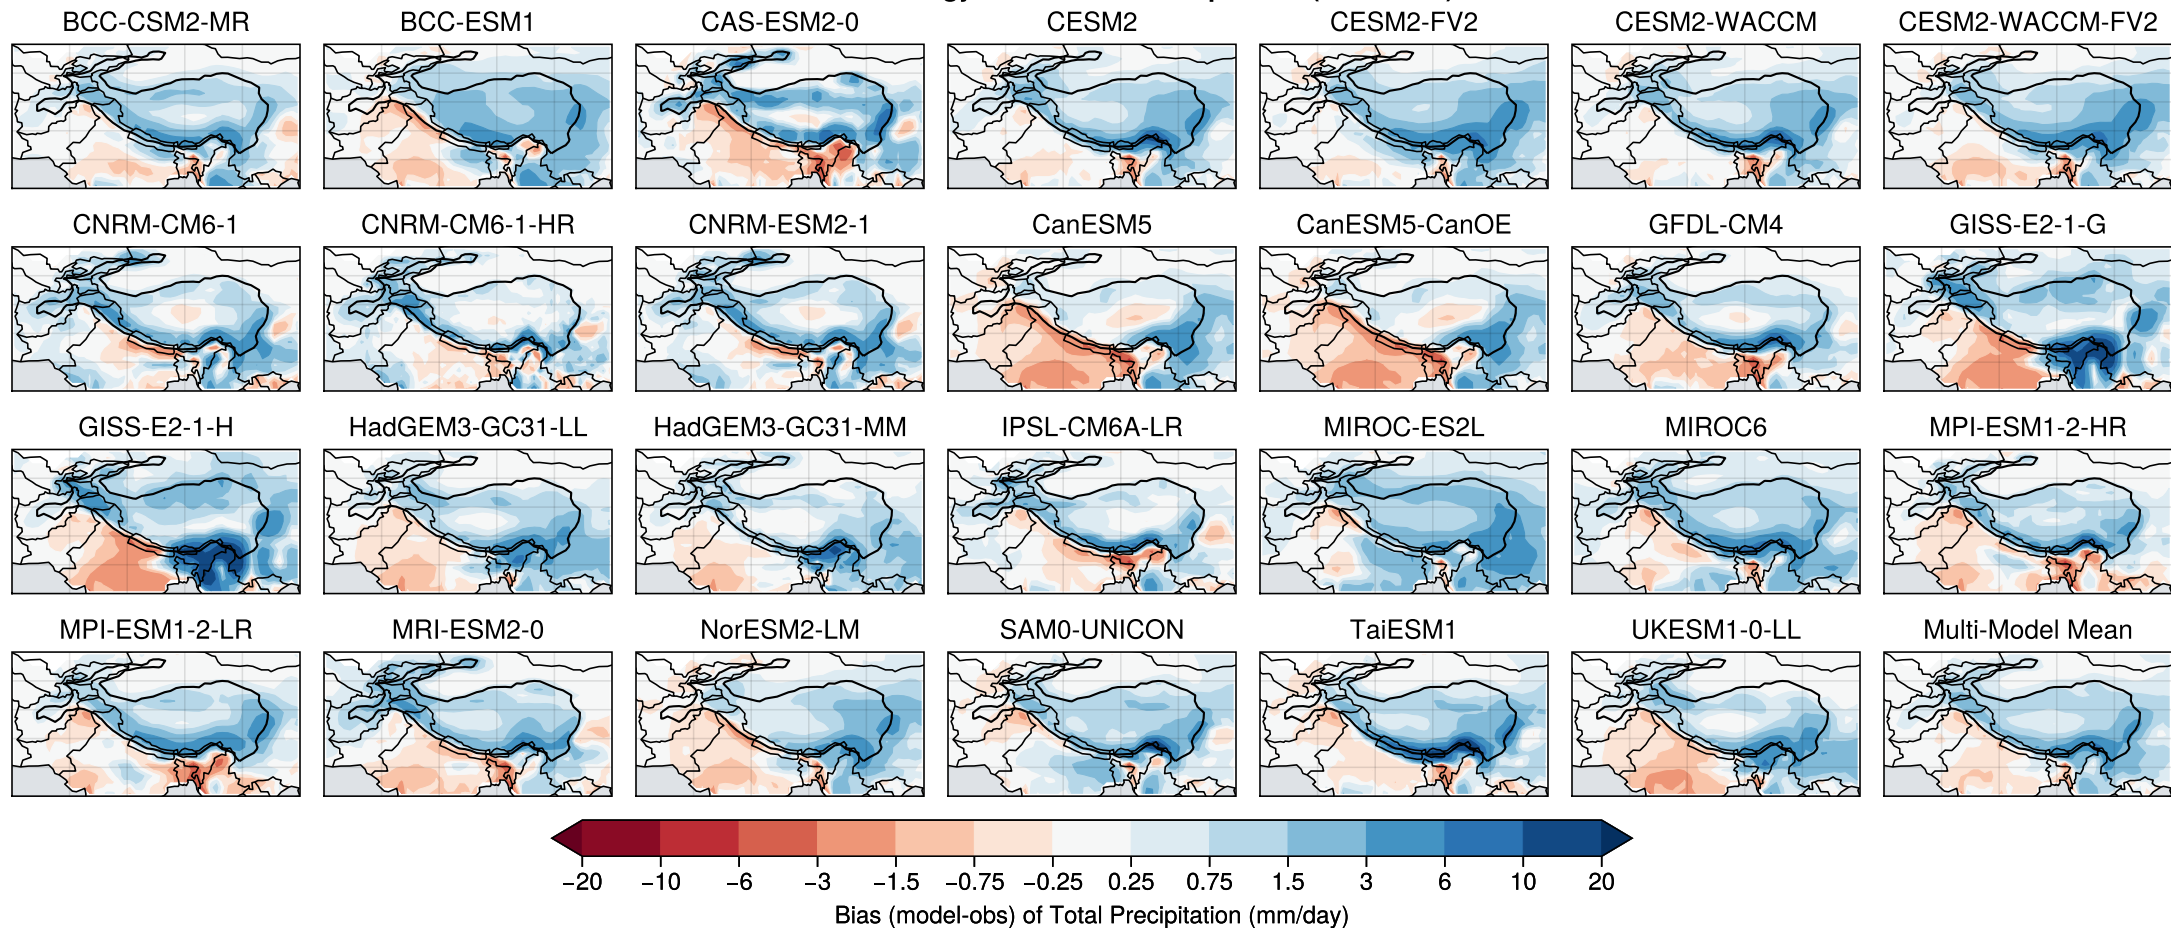 BCC-CSM2-MR
BCC-ESM1
CAS-ESM2-0
CESM2
CESM2-FV2
CESM2-WACCM
CESM2-WACCM-FV2
CNRM-CM6-1
CNRM-CM6-1-HR
CNRM-ESM2-1
CanESM5
CanESM5-CanOE
GFDL-CM4
GISS-E2-1-G
GISS-E2-1-H
HadGEM3-GC31-LL
HadGEM3-GC31-MM
IPSL-CM6A-LR
MIROC-ES2L
MIROC6
MPI-ESM1-2-HR
MPI-ESM1-2-LR
MRI-ESM2-0
NorESM2-LM
SAM0-UNICON
TaiESM1
UKESM1-0-LL
Multi-Model Mean
−20 −10 −6 −3 −1.5 −0.75 −0.25 0.25 0.75 1.5 3 6 10 20
Bias (model-obs) of Total Precipitation (mm/day)